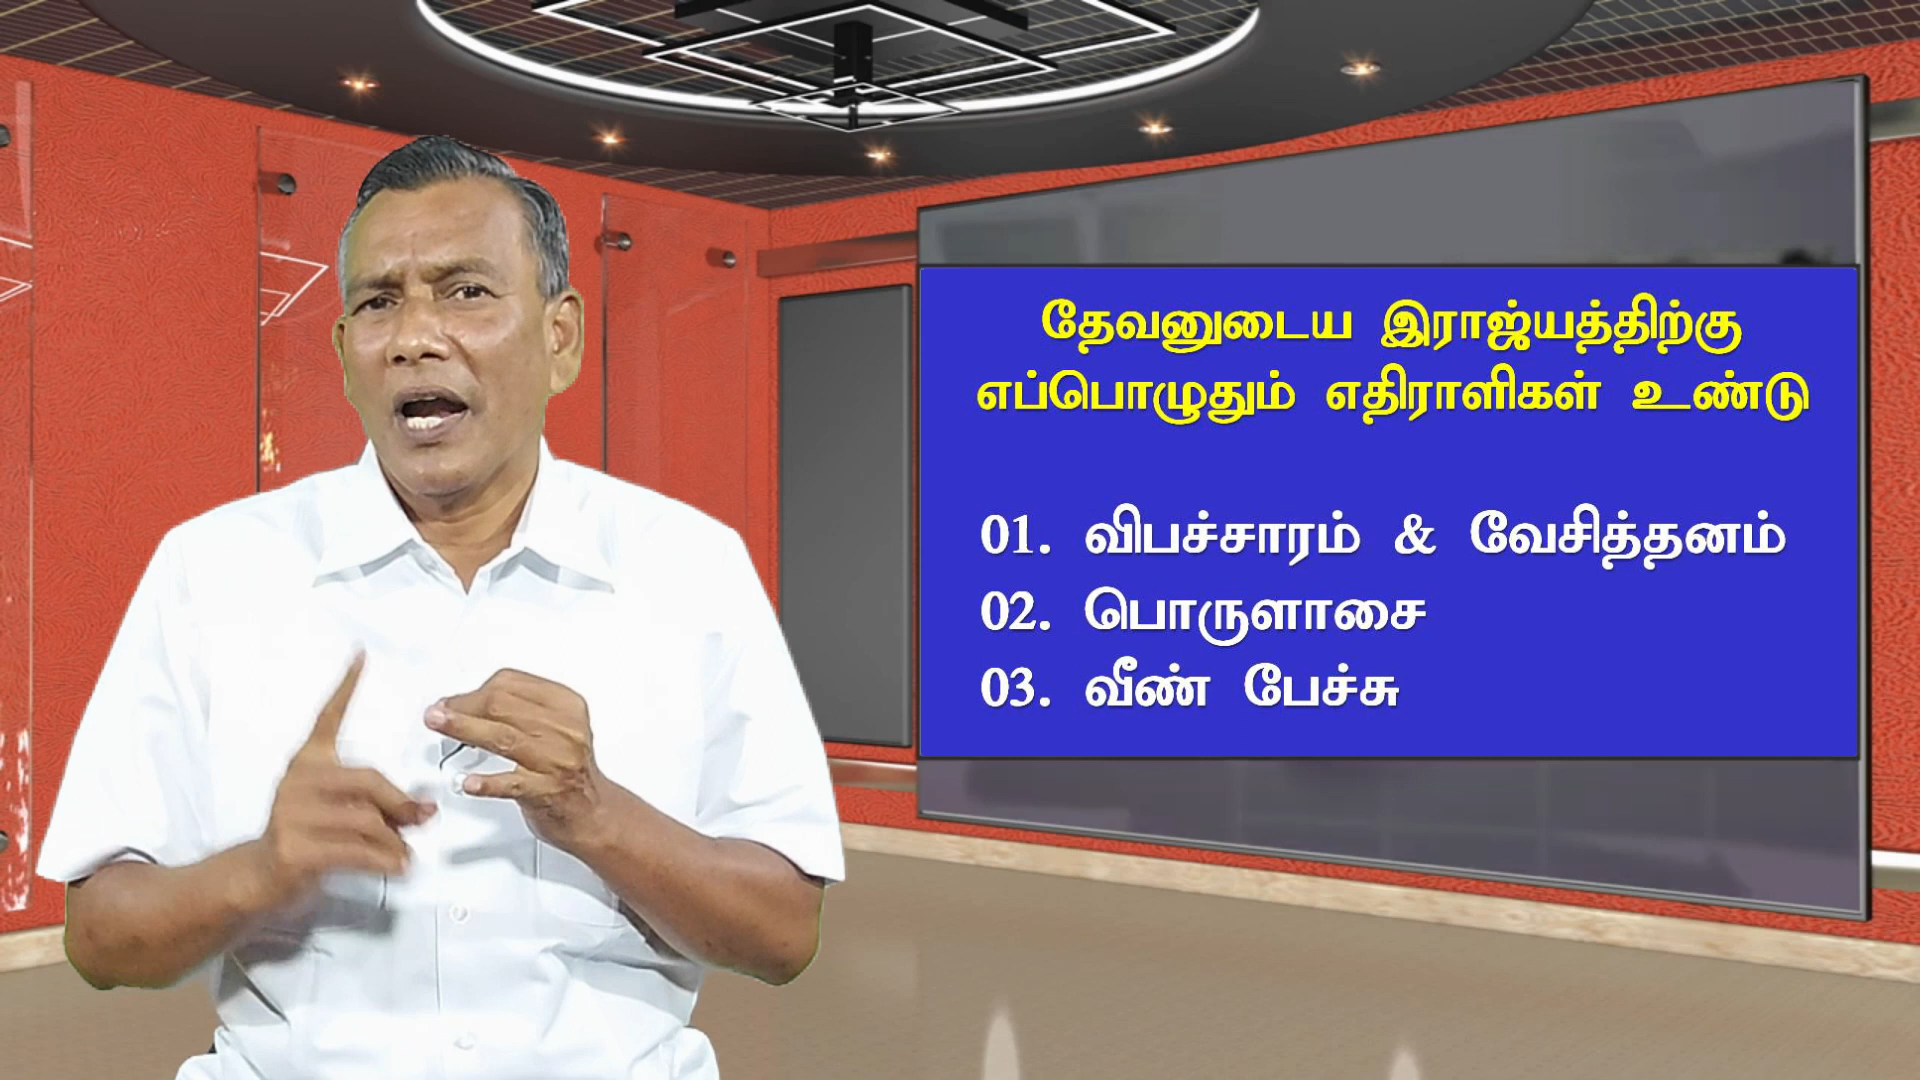 தேவனுடைய இராஜ்யத்திற்கு
எப்பொழுதும் எதிராளிகள் உண்டு
01. விபச்சாரம் & வேசித்தனம்
02. பொருளாசை
03. வீண் பேச்சு